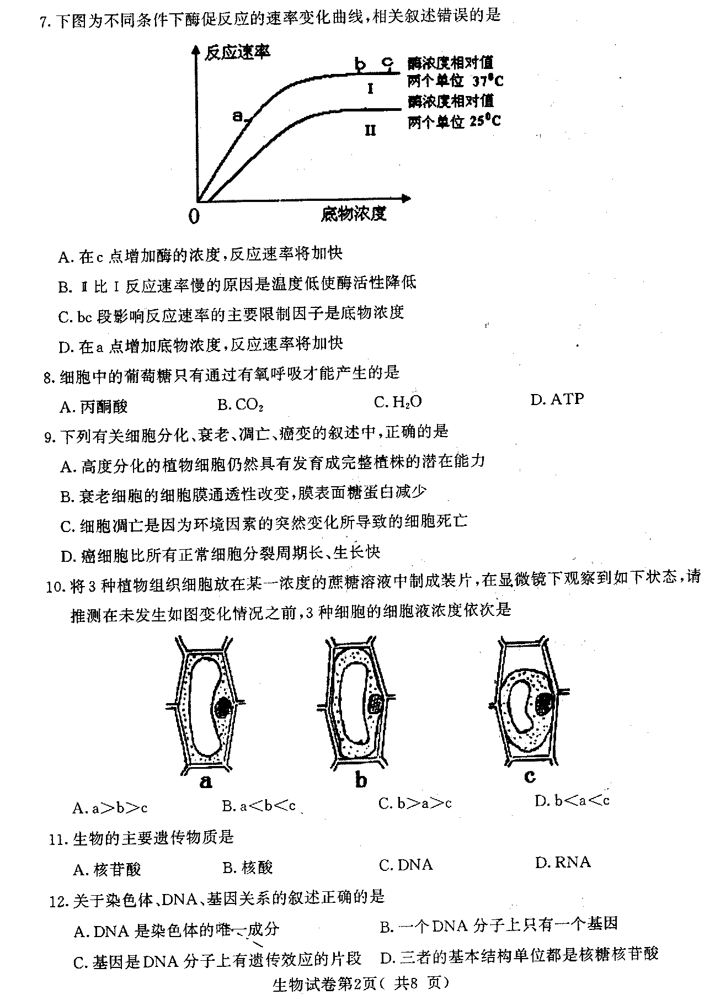 7. 下图为不同条件下酶促反应的速率变化曲线,相关叙述错误的是
反应速率
b c
酶浓度相对值
两个单位 37⁰C
I
酶浓度相对值
a
两个单位 25⁰C
II
0
底物浓度
A. 在c 点增加酶的浓度,反应速率将加快
B. Ⅱ 比 Ⅰ 反应速率慢的原因是温度低使酶活性降低
C. bc 段影响反应速率的主要限制因子是底物浓度
D. 在a 点增加底物浓度,反应速率将加快
8. 细胞中的葡萄糖只有通过有氧呼吸才能产生的是
A. 丙酮酸 B. CO₂ C. H₂O D. ATP
9. 下列有关细胞分化、衰老、凋亡、癌变的叙述中,正确的是
A. 高度分化的植物细胞仍然具有发育成完整植株的潜在能力
B. 衰老细胞的细胞膜通透性改变,膜表面糖蛋白减少
C. 细胞凋亡是因为环境因素的突然变化所导致的细胞死亡
D. 癌细胞比所有正常细胞分裂周期长、生长快
10. 将3 种植物组织细胞放在某一浓度的蔗糖溶液中制成装片,在显微镜下观察到如下状态,请
推测在未发生如图变化情况之前,3 种细胞的细胞液浓度依次是
a b c
A. a>b>c B. a<b<c C. b>a>c D. b<a<c
11. 生物的主要遗传物质是
A. 核苷酸 B. 核酸 C. DNA D. RNA
12. 关于染色体、DNA、基因关系的叙述正确的是
A. DNA 是染色体的唯一成分 B. 一个DNA 分子上只有一个基因
C. 基因是DNA 分子上有遗传效应的片段 D. 三者的基本结构单位都是核糖核苷酸
生物试卷第2页( 共8 页)